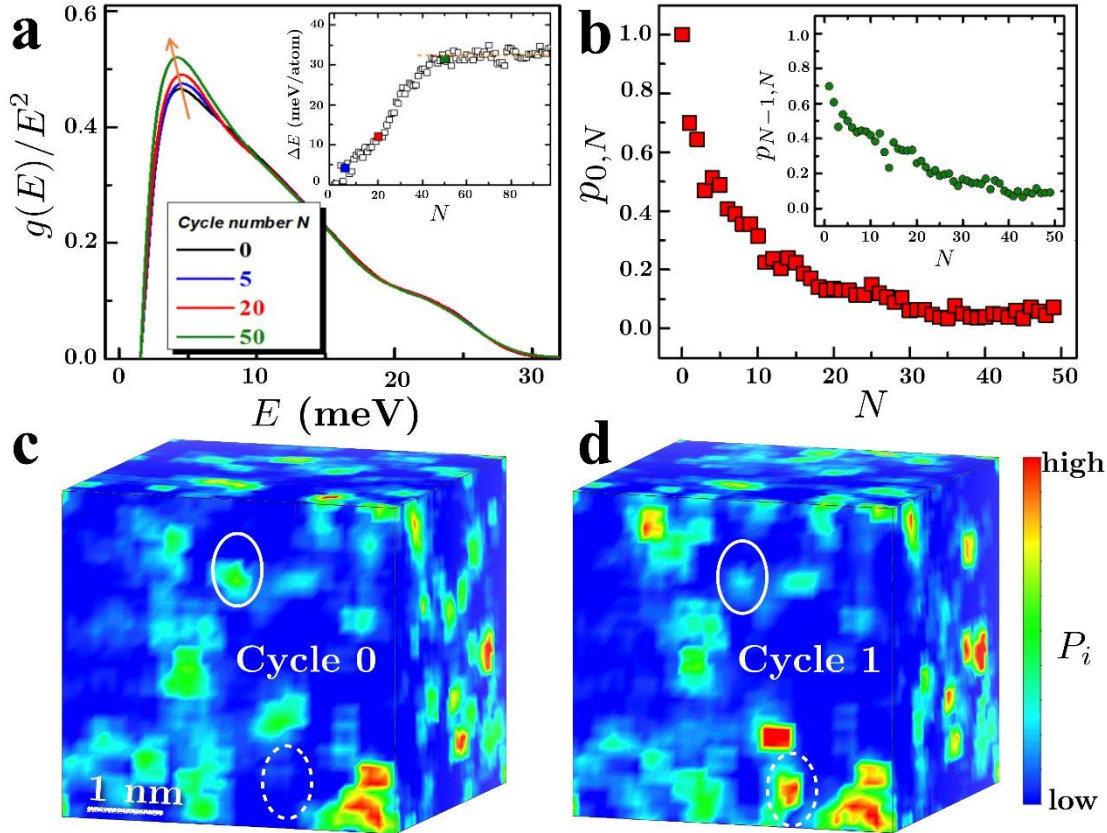 a
g(E)/E²
0.6
0.4
0.2
0.0
0
10
20
30
E (meV)
Cycle number N
0
5
20
50
ΔE (meV/atom)
40
30
20
10
0
0 20 40 60 80
N
b
p₀,N
1.0
0.8
0.6
0.4
0.2
0.0
0 10 20 30 40 50
N
p_{N−1,N}
1.0
0.8
0.6
0.4
0.2
0.0
0 10 20 30 40 50
N
c
Cycle 0
1 nm
d
Cycle 1
high
P_i
low